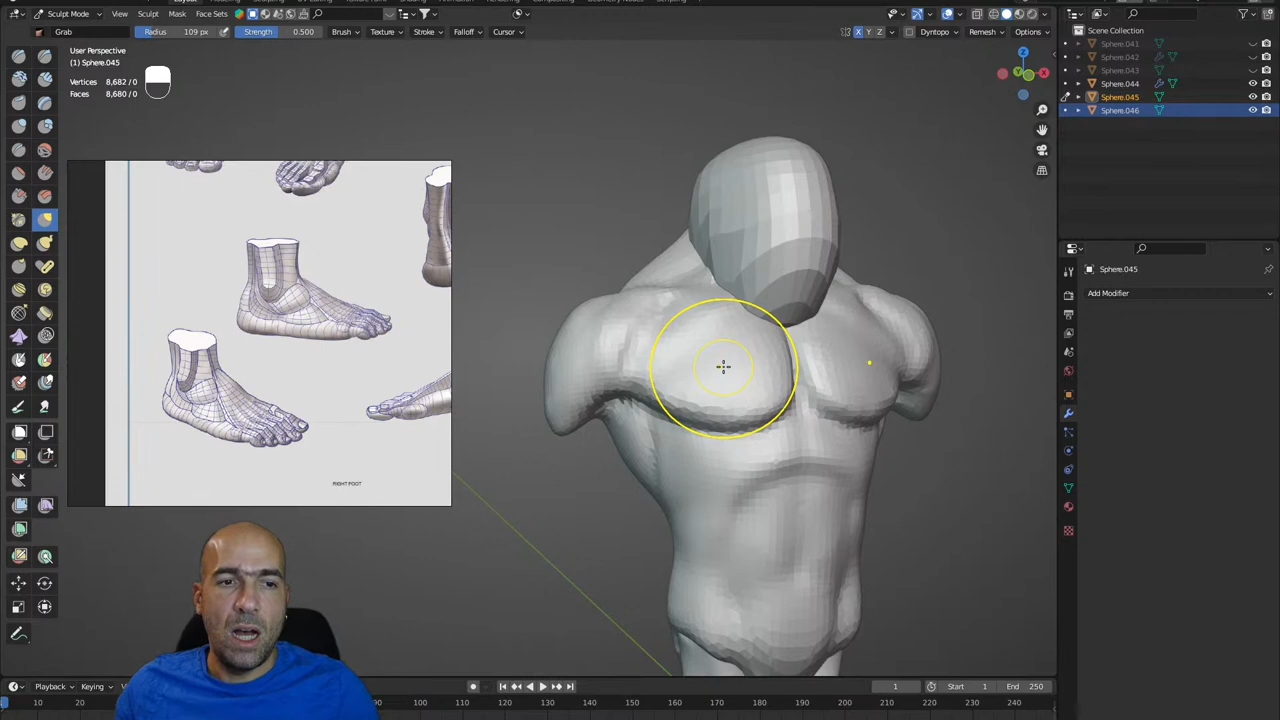 Layout
Sculpt Mode View Sculpt Mask Face Sets Options
Grab Radius 109 px Strength 0.500 Brush Texture Stroke Falloff Cursor X Y Z Dyntopo Remesh Options
User Perspective
(1) Sphere.045
Vertices 8,682 / 0
Faces 8,680 / 0
Z
X
Y
RIGHT FOOT
Scene Collection
Sphere.041
Sphere.042
Sphere.043
Sphere.044
Sphere.045
Sphere.046
Sphere.045
Add Modifier
Playback Keying View Marker 1 Start 1 End 250
10 20 120 130 140 150 160 170 180 190 200 210 220 230 240